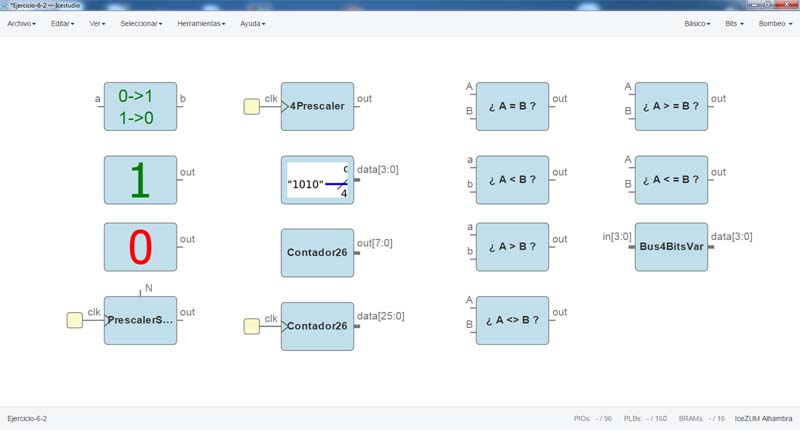 *Ejercicio-6-2 — Icestudio
Archivo Editar Ver Seleccionar Herramientas Ayuda Básico Bits Bombeo
a 0->1 b
1->0
clk 4Prescaler out
A ¿ A = B ? out
B
A ¿ A > = B ? out
B
1 out
"1010" 0 data[3:0]
4
a ¿ A < B ? out
b
A ¿ A < = B ? out
B
0 out
Contador26 out[7:0]
a ¿ A > B ? out
b
in[3:0] Bus4BitsVar data[3:0]
N
clk PrescalerS... out
clk Contador26 data[25:0]
A ¿ A <> B ? out
B
Ejercicio-6-2 PIOs: - / 96 PLBs: - / 160 BRAMs: - / 16 IceZUM Alhambra